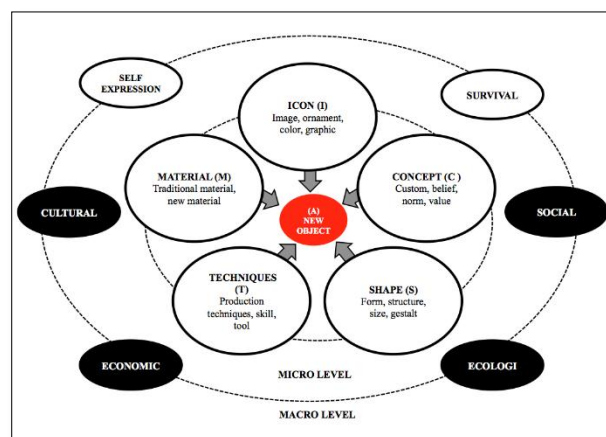 SELF
EXPRESSION
SURVIVAL
ICON (I)
Image, ornament,
color, graphic
MATERIAL (M)
Traditional material,
new material
CONCEPT (C )
Custom, belief,
norm, value
CULTURAL
(A)
NEW
OBJECT
SOCIAL
TECHNIQUES
(T)
Production
techniques, skill,
tool
SHAPE (S)
Form, structure,
size, gestalt
ECONOMIC
ECOLOGI
MICRO LEVEL
MACRO LEVEL